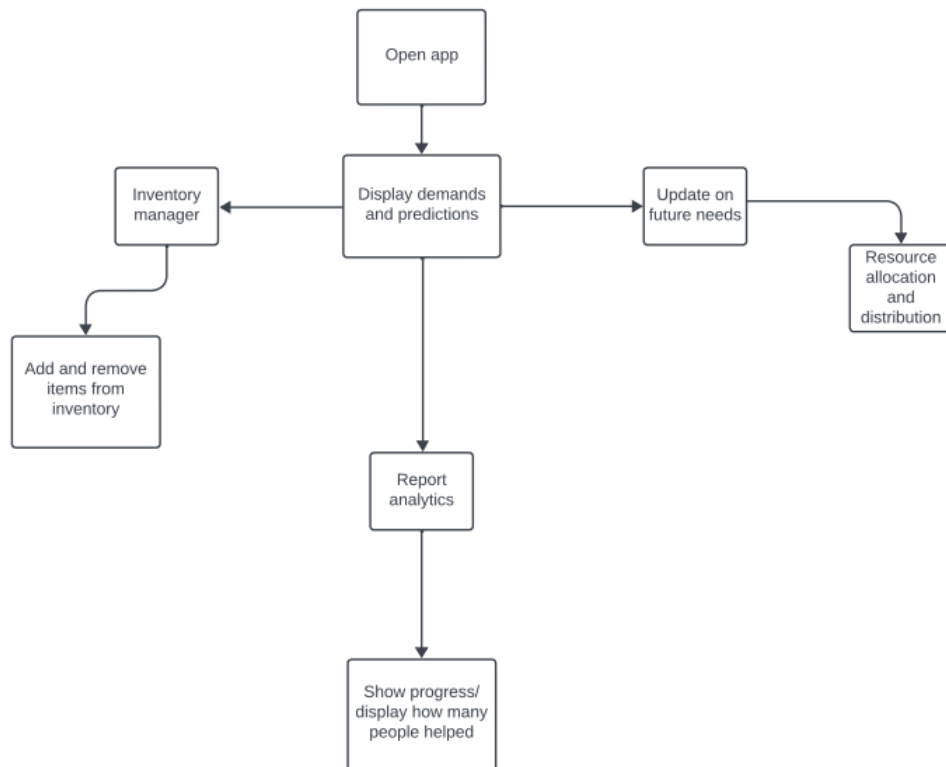 Open app
Inventory
manager
Display demands
and predictions
Update on
future needs
Resource
allocation
and
distribution
Add and remove
items from
inventory
Report
analytics
Show progress/
display how many
people helped